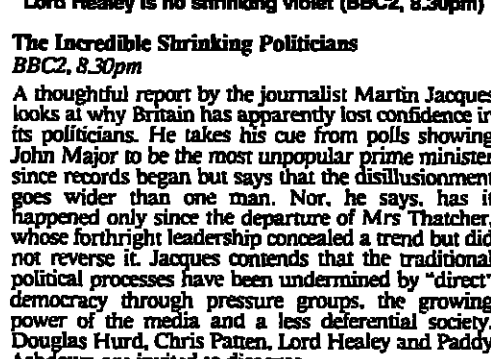 Lord Healey is no shrinking violet (BBC2, 8.30pm)
The Incredible Shrinking Politicians
BBC2, 8.30pm
A thoughtful report by the journalist Martin Jacques
looks at why Britain has apparently lost confidence in
its politicians. He takes his cue from polls showing
John Major to be the most unpopular prime minister
since records began but says that the disillusionment
goes wider than one man. Nor, he says, has it
happened only since the departure of Mrs Thatcher,
whose forthright leadership concealed a trend but did
not reverse it. Jacques contends that the traditional
political processes have been undermined by "direct"
democracy through pressure groups, the growing
power of the media and a less deferential society.
Douglas Hurd, Chris Patten, Lord Healey and Paddy
Ashdown are invited to discuss